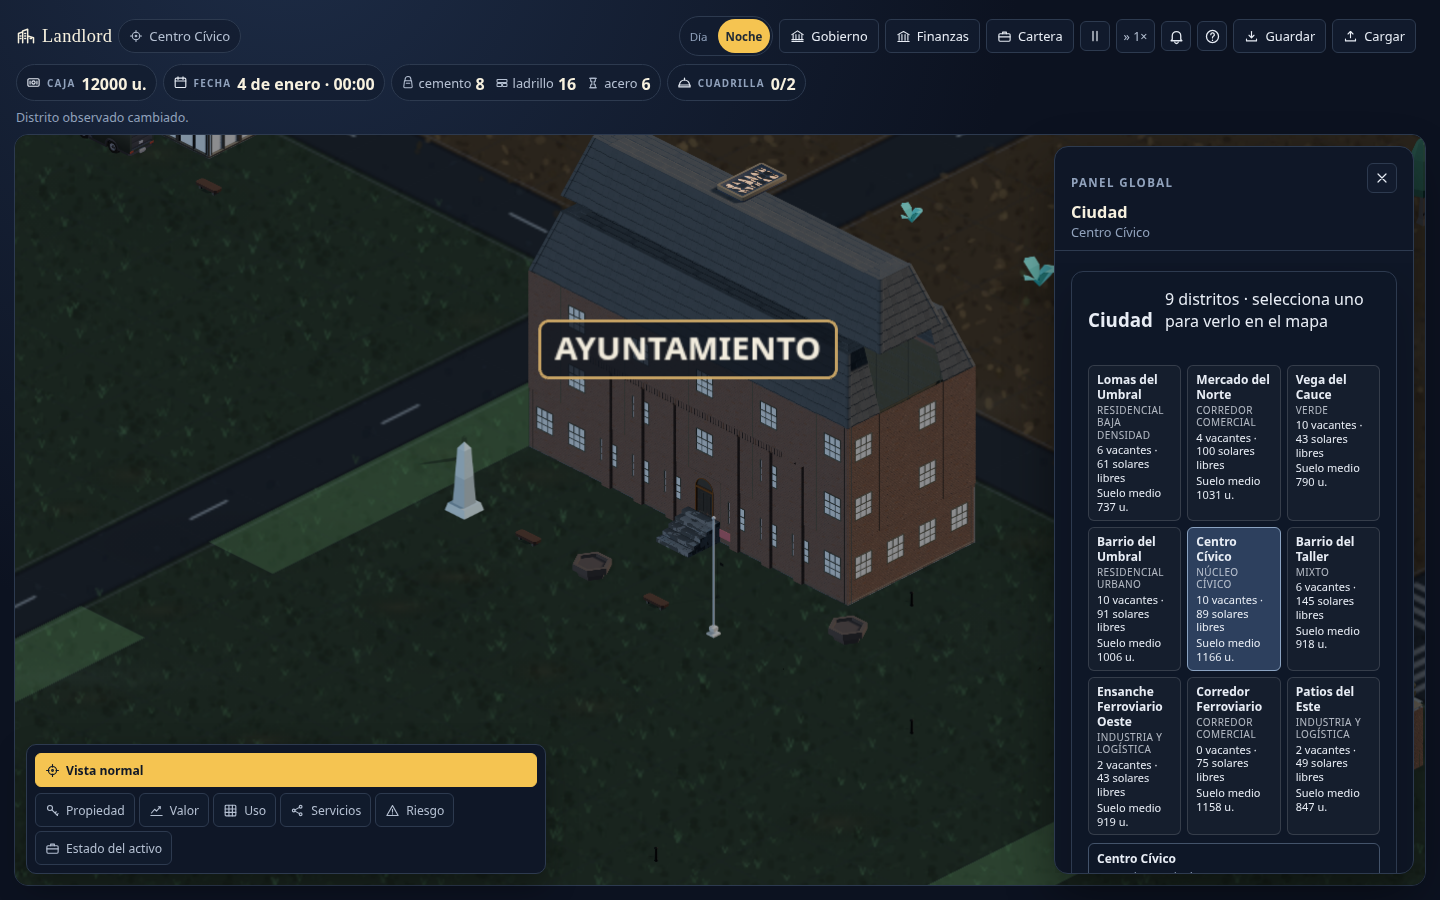 Landlord
Centro Cívico
Día
Noche
Gobierno
Finanzas
Cartera
» 1×
Guardar
Cargar
CAJA 12000 u.
FECHA 4 de enero · 00:00
cemento 8 ladrillo 16 acero 6
CUADRILLA 0/2
Distrito observado cambiado.
AYUNTAMIENTO
Vista normal
Propiedad
Valor
Uso
Servicios
Riesgo
Estado del activo
PANEL GLOBAL
Ciudad
Centro Cívico
Ciudad
9 distritos · selecciona uno
para verlo en el mapa
Lomas del
Umbral
RESIDENCIAL
BAJA
DENSIDAD
6 vacantes ·
61 solares
libres
Suelo medio
737 u.
Mercado del
Norte
CORREDOR
COMERCIAL
4 vacantes ·
100 solares
libres
Suelo medio
1031 u.
Vega del
Cauce
VERDE
10 vacantes ·
43 solares
libres
Suelo medio
790 u.
Barrio del
Umbral
RESIDENCIAL
URBANO
10 vacantes ·
91 solares
libres
Suelo medio
1006 u.
Centro
Cívico
NÚCLEO
CÍVICO
10 vacantes ·
89 solares
libres
Suelo medio
1166 u.
Barrio del
Taller
MIXTO
6 vacantes ·
145 solares
libres
Suelo medio
918 u.
Ensanche
Ferroviario
Oeste
INDUSTRIA Y
LOGÍSTICA
2 vacantes ·
43 solares
libres
Suelo medio
919 u.
Corredor
Ferroviario
CORREDOR
COMERCIAL
0 vacantes ·
75 solares
libres
Suelo medio
1158 u.
Patios del
Este
INDUSTRIA Y
LOGÍSTICA
2 vacantes ·
49 solares
libres
Suelo medio
847 u.
Centro Cívico